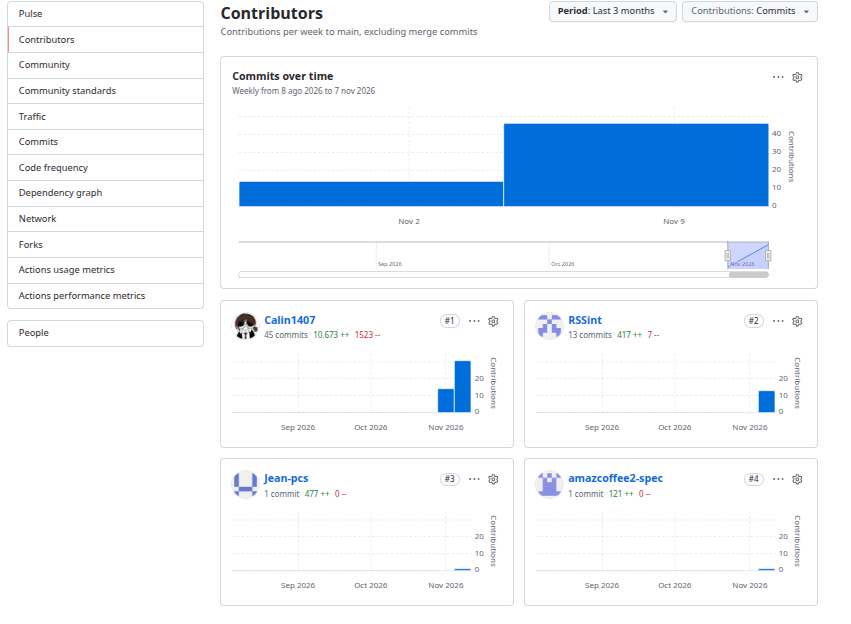 Pulse
Contributors
Community
Community standards
Traffic
Commits
Code frequency
Dependency graph
Network
Forks
Actions usage metrics
Actions performance metrics
People
Contributors
Period: Last 3 months
Contributions: Commits
Contributions per week to main, excluding merge commits
Commits over time
Weekly from 8 ago 2026 to 7 nov 2026
40
30
20
10
0
Contributions
Nov 2
Nov 9
Sep 2026
Oct 2026
Nov 2026
Calin1407
#1
45 commits 10.673 ++ 1523 --
20
10
0
Contributions
Sep 2026
Oct 2026
Nov 2026
RSSint
#2
13 commits 417 ++ 7 --
20
10
0
Contributions
Sep 2026
Oct 2026
Nov 2026
Jean-pcs
#3
1 commit 477 ++ 0 --
20
10
0
Contributions
Sep 2026
Oct 2026
Nov 2026
amazcoffee2-spec
#4
1 commit 121 ++ 0 --
20
10
0
Contributions
Sep 2026
Oct 2026
Nov 2026